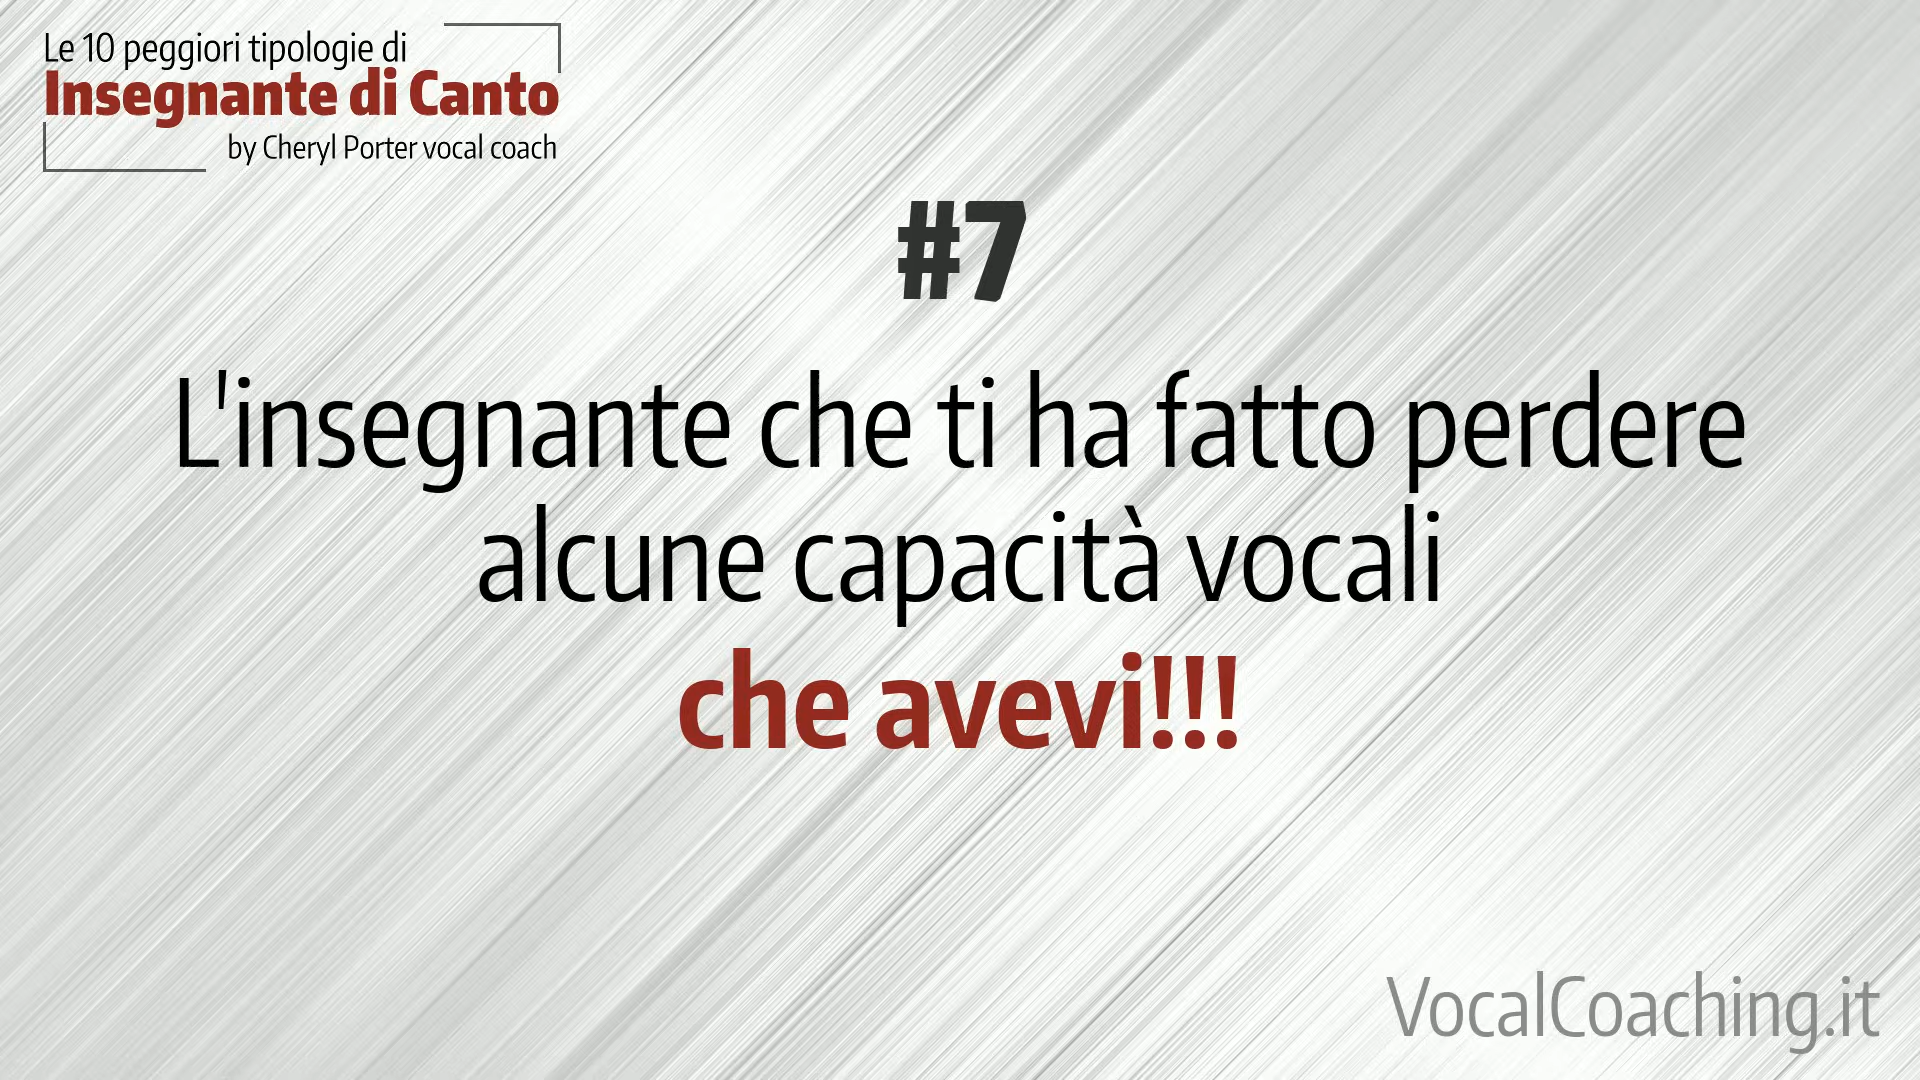 Le 10 peggiori tipologie di
Insegnante di Canto
by Cheryl Porter vocal coach
#7
L'insegnante che ti ha fatto perdere
alcune capacità vocali
che avevi!!!
VocalCoaching.it